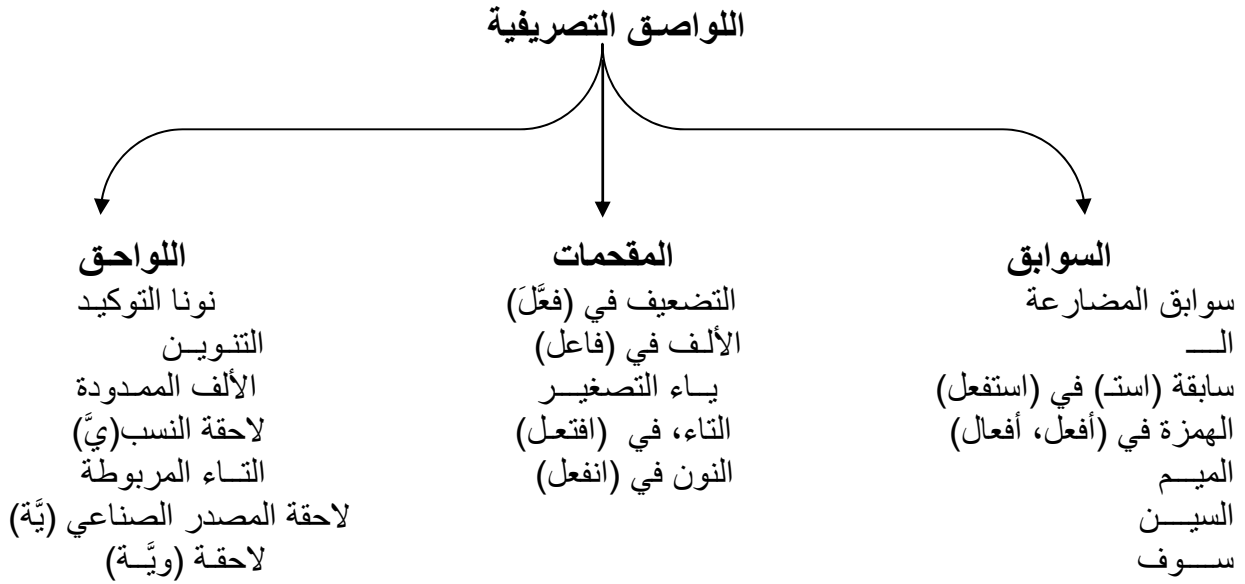 اللواصق التصريفية
السوابق
سوابق المضارعة
الـ
سابقة (استـ) في (استفعل)
الهمزة في (أفعل، أفعال)
الميم
السين
سوف
المقحمات
التضعيف في (فعَّلَ)
الألف في (فاعل)
ياء التصغير
التاء، في (افتعل)
النون في (انفعل)
اللواحق
نونا التوكيد
التنوين
الألف الممدودة
لاحقة النسب(يَّ)
التاء المربوطة
لاحقة المصدر الصناعي (يَّة)
لاحقة (ويَّة)